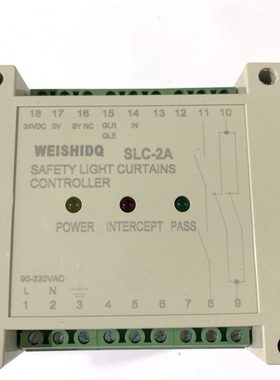 18 17 16 15 14 13 12 11 10
24VDC 0V SYNC GLR IN
GLE
WEISHIDQ SLC-2A
SAFETY LIGHT CURTAINS
CONTROLLER
POWER INTERCEPT PASS
90-220VAC
L N
1 2 3 4 5 6 7 8 9